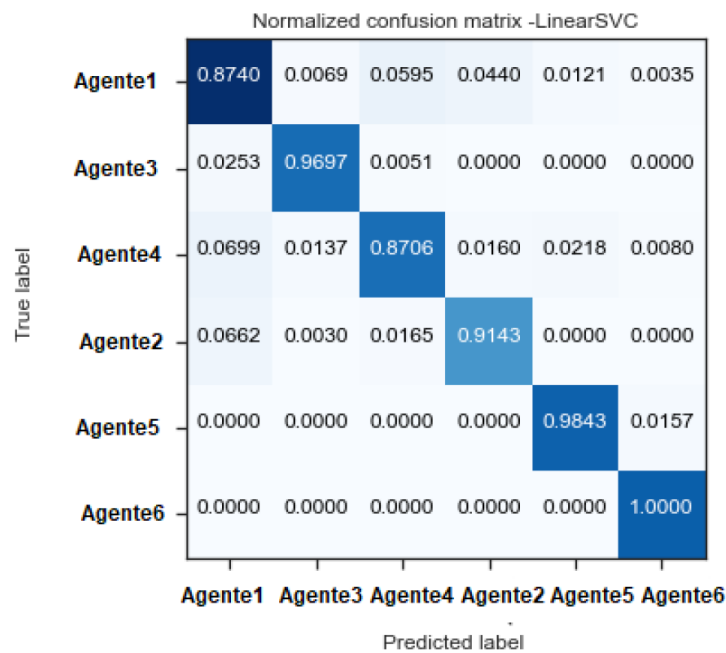 Normalized confusion matrix -LinearSVC
True label
Agente1 0.8740 0.0069 0.0595 0.0440 0.0121 0.0035
Agente3 0.0253 0.9697 0.0051 0.0000 0.0000 0.0000
Agente4 0.0699 0.0137 0.8706 0.0160 0.0218 0.0080
Agente2 0.0662 0.0030 0.0165 0.9143 0.0000 0.0000
Agente5 0.0000 0.0000 0.0000 0.0000 0.9843 0.0157
Agente6 0.0000 0.0000 0.0000 0.0000 0.0000 1.0000
Agente1 Agente3 Agente4 Agente2 Agente5 Agente6
Predicted label